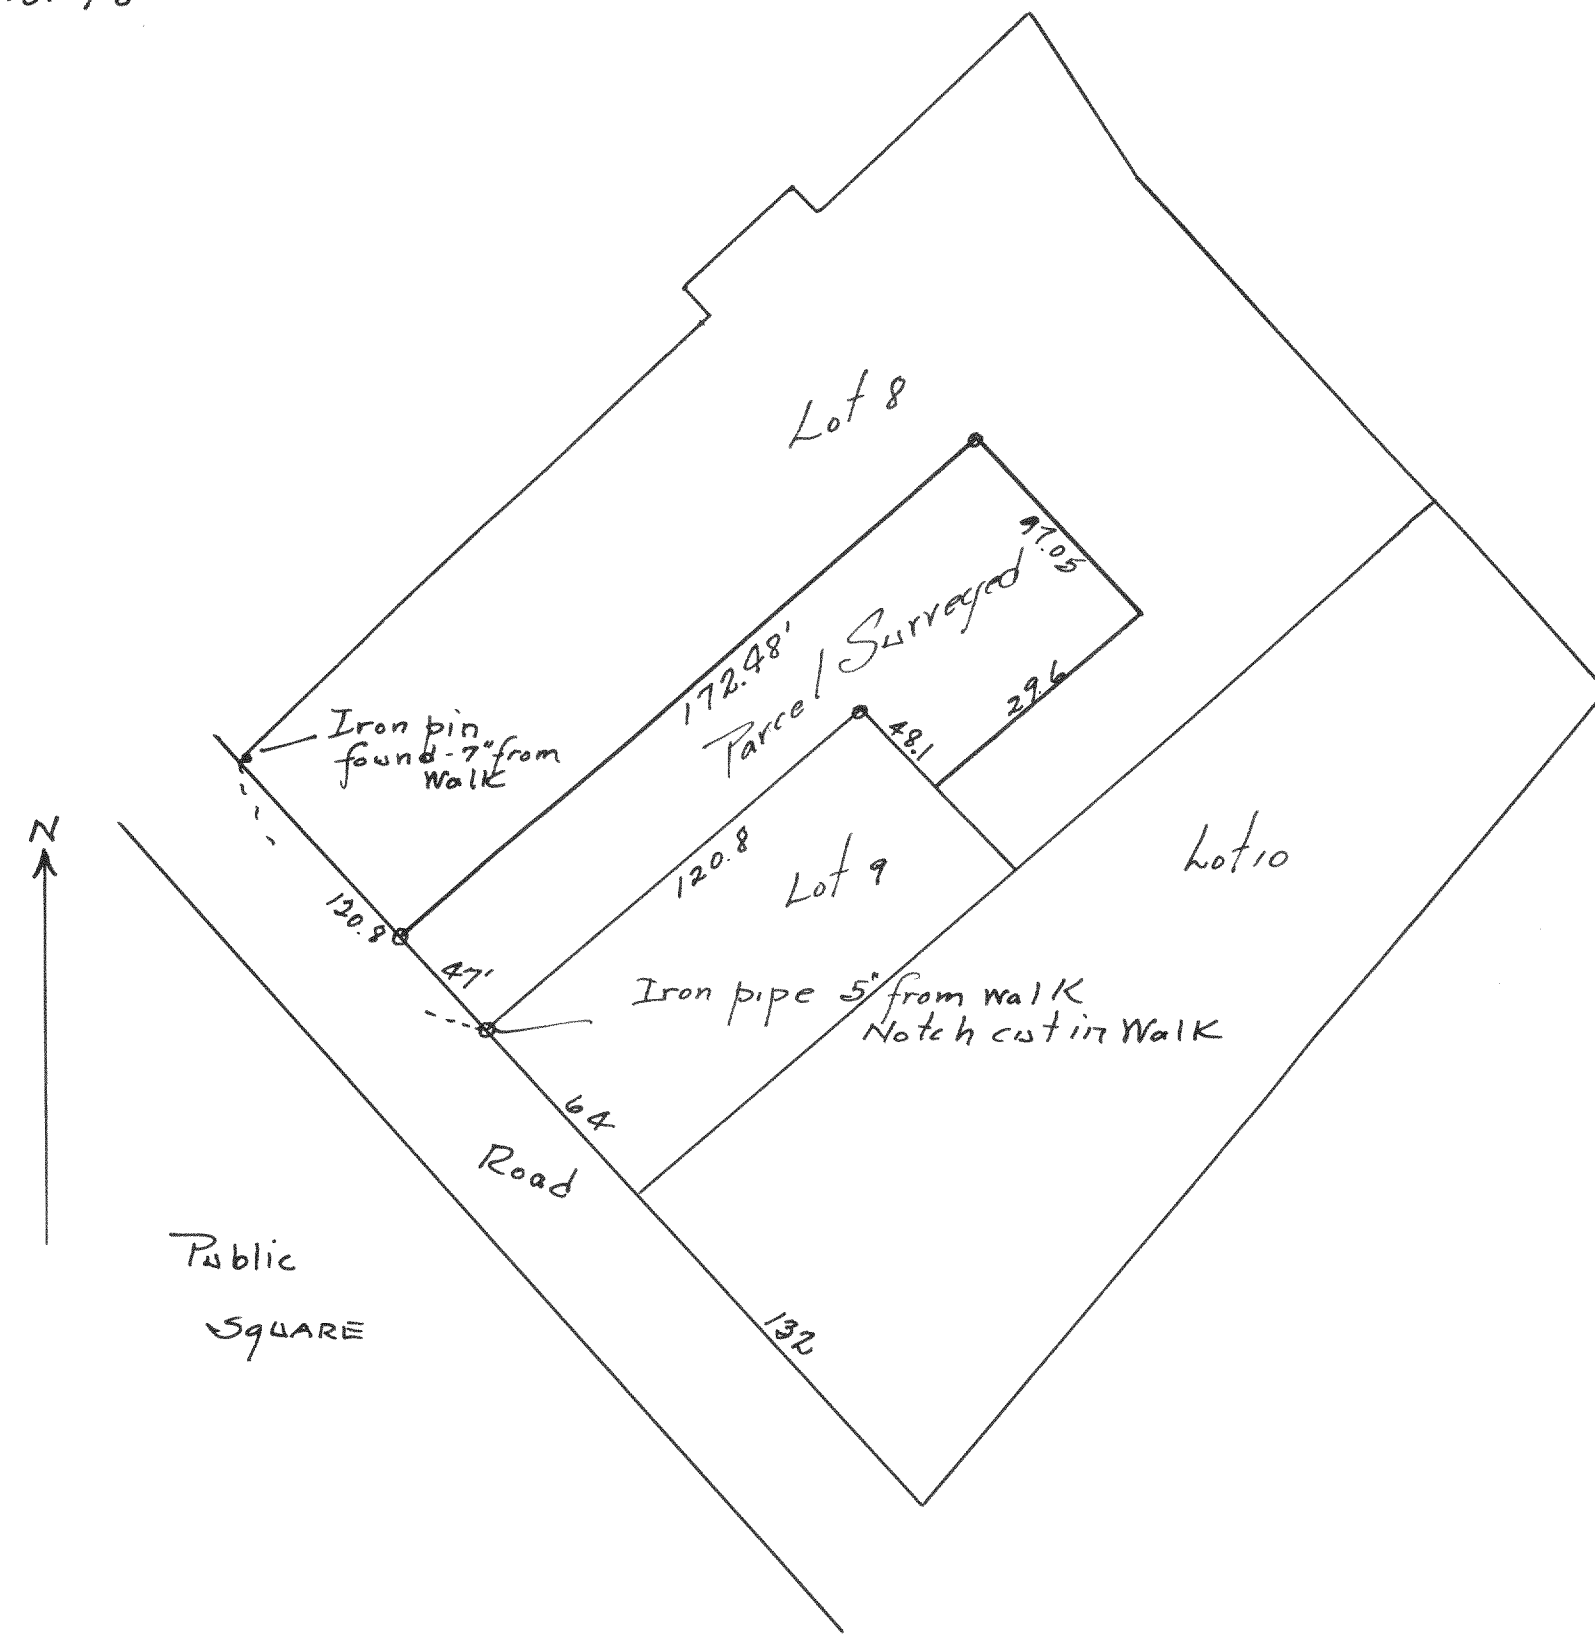 Lot 8
97.05
Parcel Surveyed
172.48'
29.6
48.1
Iron pin
found - 7" from
Walk
N
120.8
Lot 9
Lot 10
120.8
47'
Iron pipe 5" from walk
Notch cut in Walk
64
Road
Public
SqUARE
132